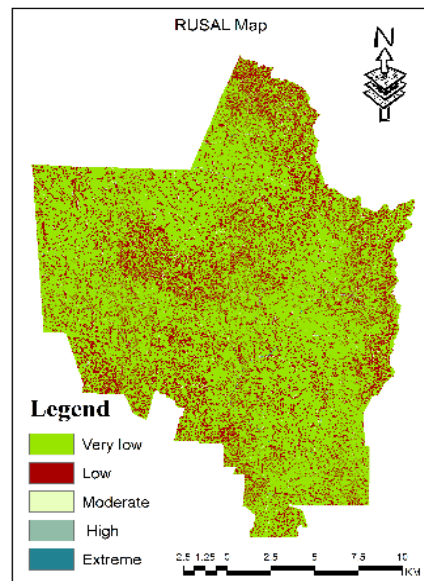 RUSAL Map
N
Legend
Very low
Low
Moderate
High
Extreme
2.5 1.25 0 2.5 5 7.5 10
KM